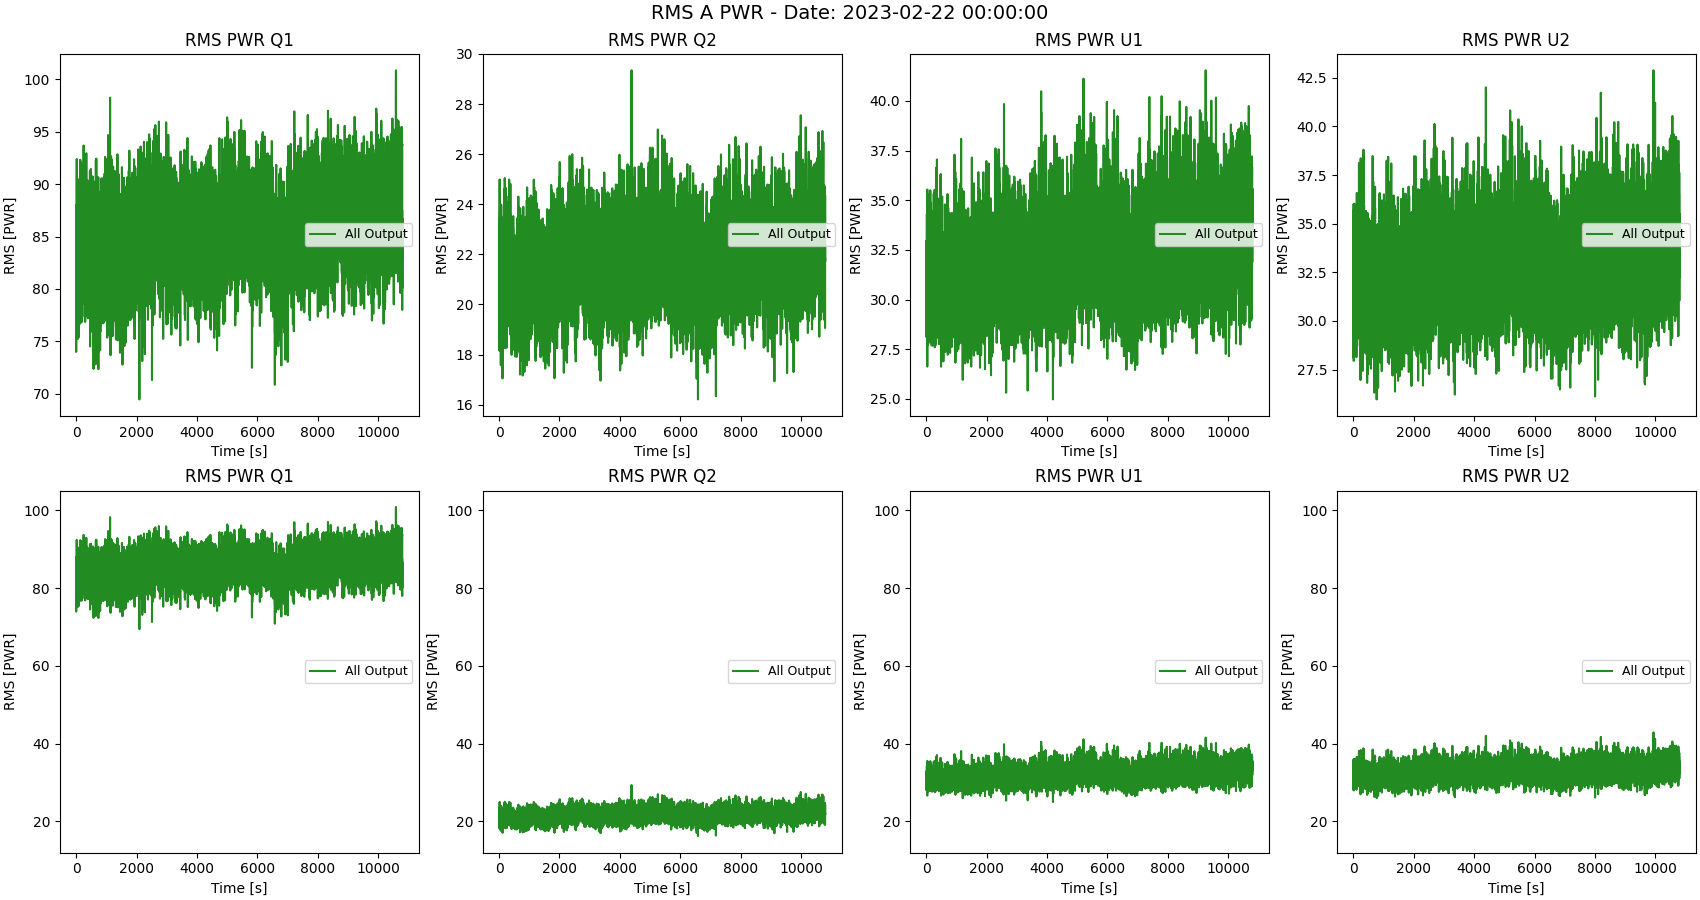 RMS A PWR - Date: 2023-02-22 00:00:00
RMS PWR Q1
RMS [PWR]
100
95
90
85
80
75
70
All Output
0 2000 4000 6000 8000 10000
Time [s]
RMS PWR Q2
RMS [PWR]
30
28
26
24
22
20
18
16
All Output
0 2000 4000 6000 8000 10000
Time [s]
RMS PWR U1
RMS [PWR]
40.0
37.5
35.0
32.5
30.0
27.5
25.0
All Output
0 2000 4000 6000 8000 10000
Time [s]
RMS PWR U2
RMS [PWR]
42.5
40.0
37.5
35.0
32.5
30.0
27.5
All Output
0 2000 4000 6000 8000 10000
Time [s]
RMS PWR Q1
RMS [PWR]
100
80
60
40
20
All Output
0 2000 4000 6000 8000 10000
Time [s]
RMS PWR Q2
RMS [PWR]
100
80
60
40
20
All Output
0 2000 4000 6000 8000 10000
Time [s]
RMS PWR U1
RMS [PWR]
100
80
60
40
20
All Output
0 2000 4000 6000 8000 10000
Time [s]
RMS PWR U2
RMS [PWR]
100
80
60
40
20
All Output
0 2000 4000 6000 8000 10000
Time [s]